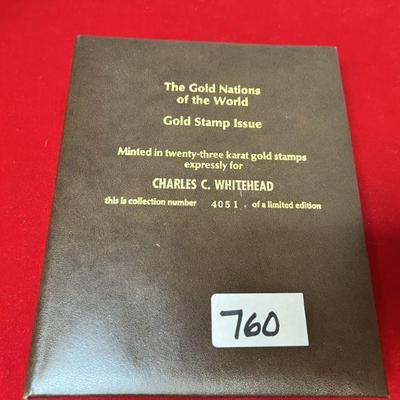 The Gold Nations
of the World
Gold Stamp Issue
Minted in twenty-three karat gold stamps
expressly for
CHARLES C. WHITEHEAD
this is collection number 4051 of a limited edition
760